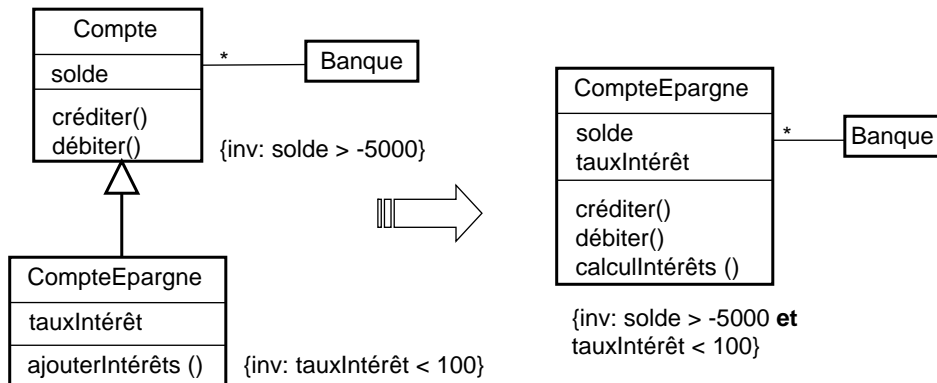 Compte
solde
créditer()
débiter()
*
Banque
{inv: solde > -5000}
CompteEpargne
tauxIntérêt
ajouterIntérêts ()
{inv: tauxIntérêt < 100}
CompteEpargne
solde
tauxIntérêt
créditer()
débiter()
calculIntérêts ()
*
Banque
{inv: solde > -5000 et
tauxIntérêt < 100}